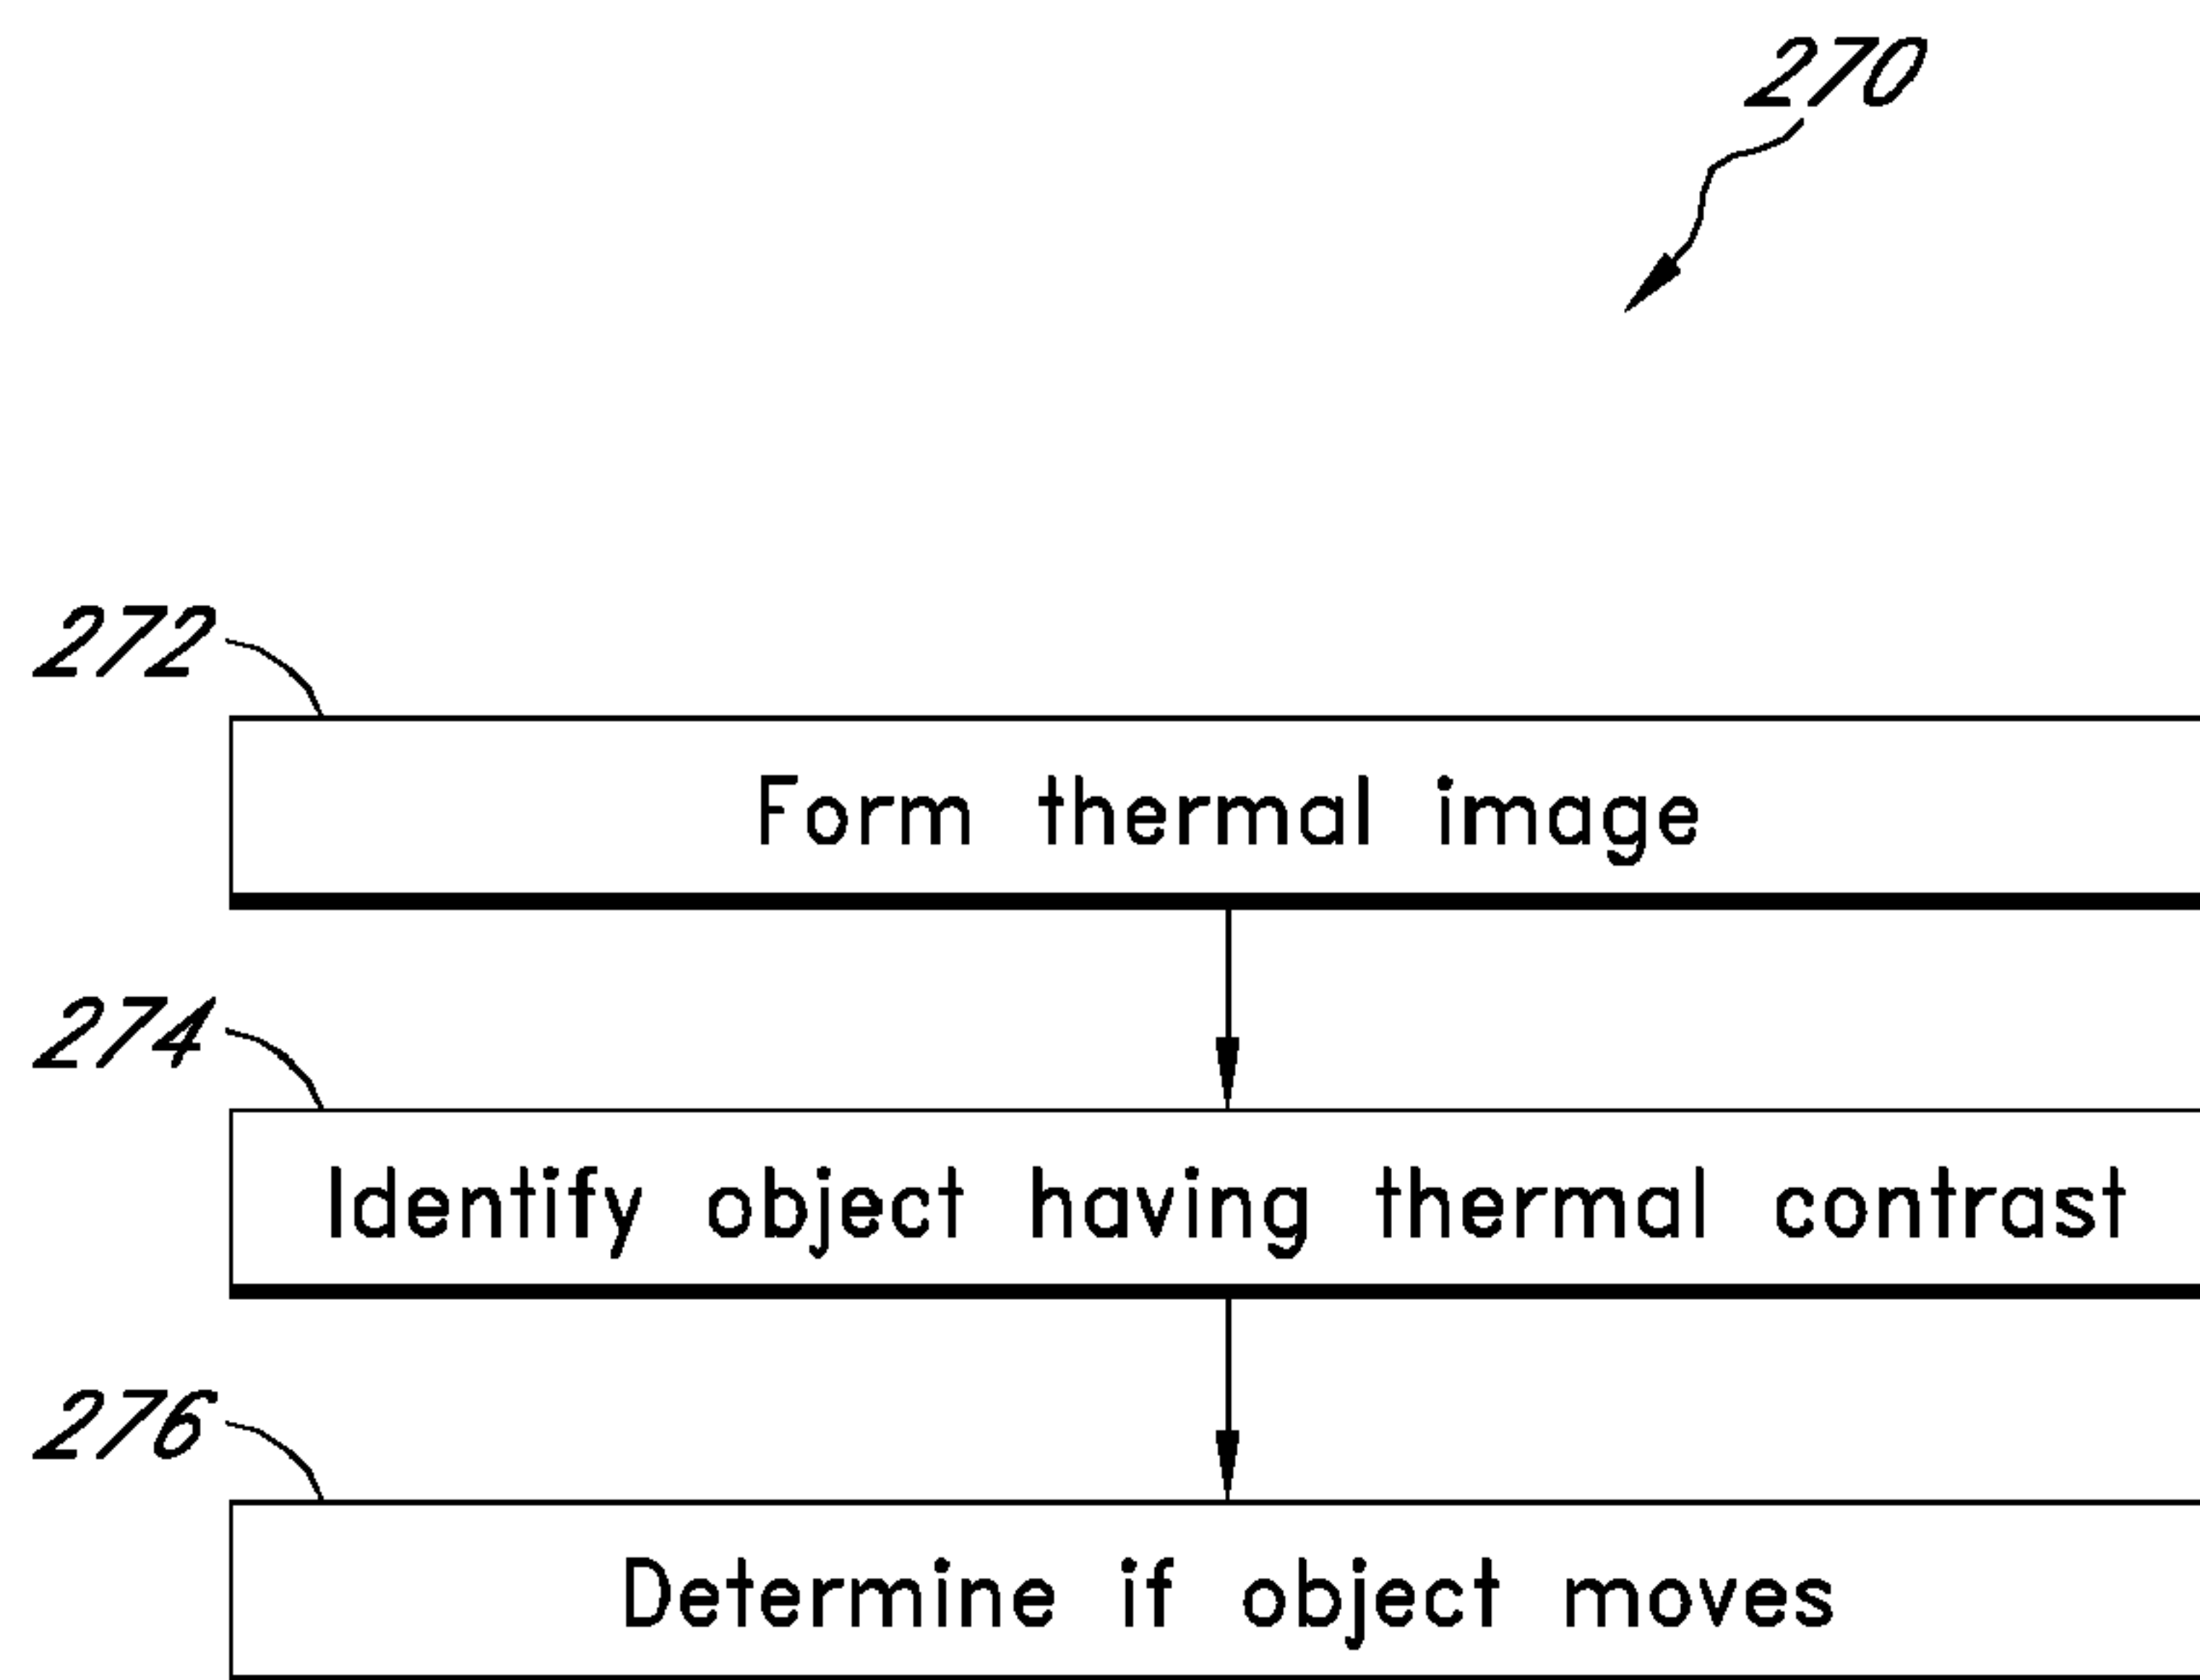 270
272
Form thermal image
274
Identify object having thermal contrast
276
Determine if object moves